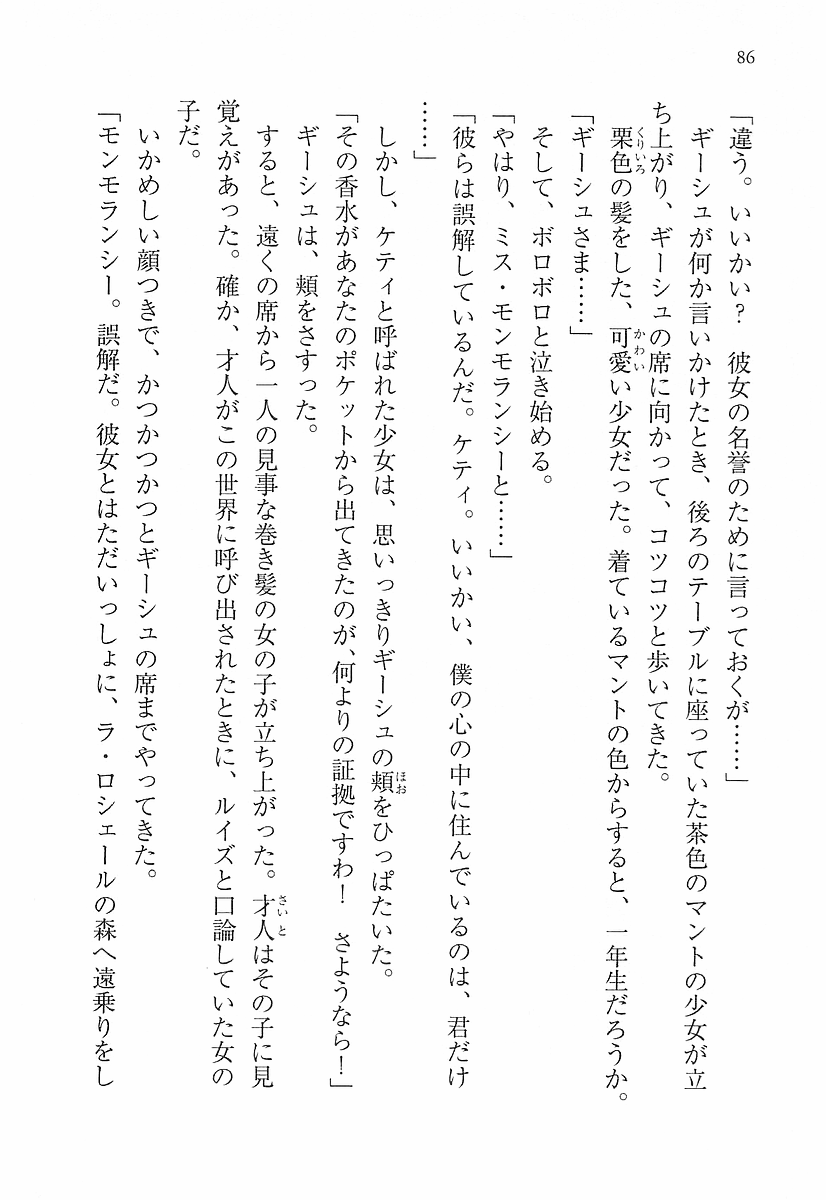 86
「違う。いいかい？　彼女の名誉のために言っておくが……」
ギーシュが何か言いかけたとき、後ろのテーブルに座っていた茶色のマントの少女が立
ち上がり、ギーシュの席に向かって、コツコツと歩いてきた。
栗色の髪をした、可愛い少女だった。着ているマントの色からすると、一年生だろうか。
「ギーシュさま……」
そして、ボロボロと泣き始める。
「やはり、ミス・モンモランシーと……」
「彼らは誤解しているんだ。ケティ。いいかい、僕の心の中に住んでいるのは、君だけ
……」
しかし、ケティと呼ばれた少女は、思いっきりギーシュの頬をひっぱたいた。
「その香水があなたのポケットから出てきたのが、何よりの証拠ですわ！　さようなら！」
ギーシュは、頬をさすった。
すると、遠くの席から一人の見事な巻き髪の女の子が立ち上がった。才人はその子に見
覚えがあった。確か、才人がこの世界に呼び出されたときに、ルイズと口論していた女の
子だ。
いかめしい顔つきで、かつかつかつとギーシュの席までやってきた。
「モンモランシー。誤解だ。彼女とはただいっしょに、ラ・ロシェールの森へ遠乗りをし
くりいろ
かわい
ほお
さいと